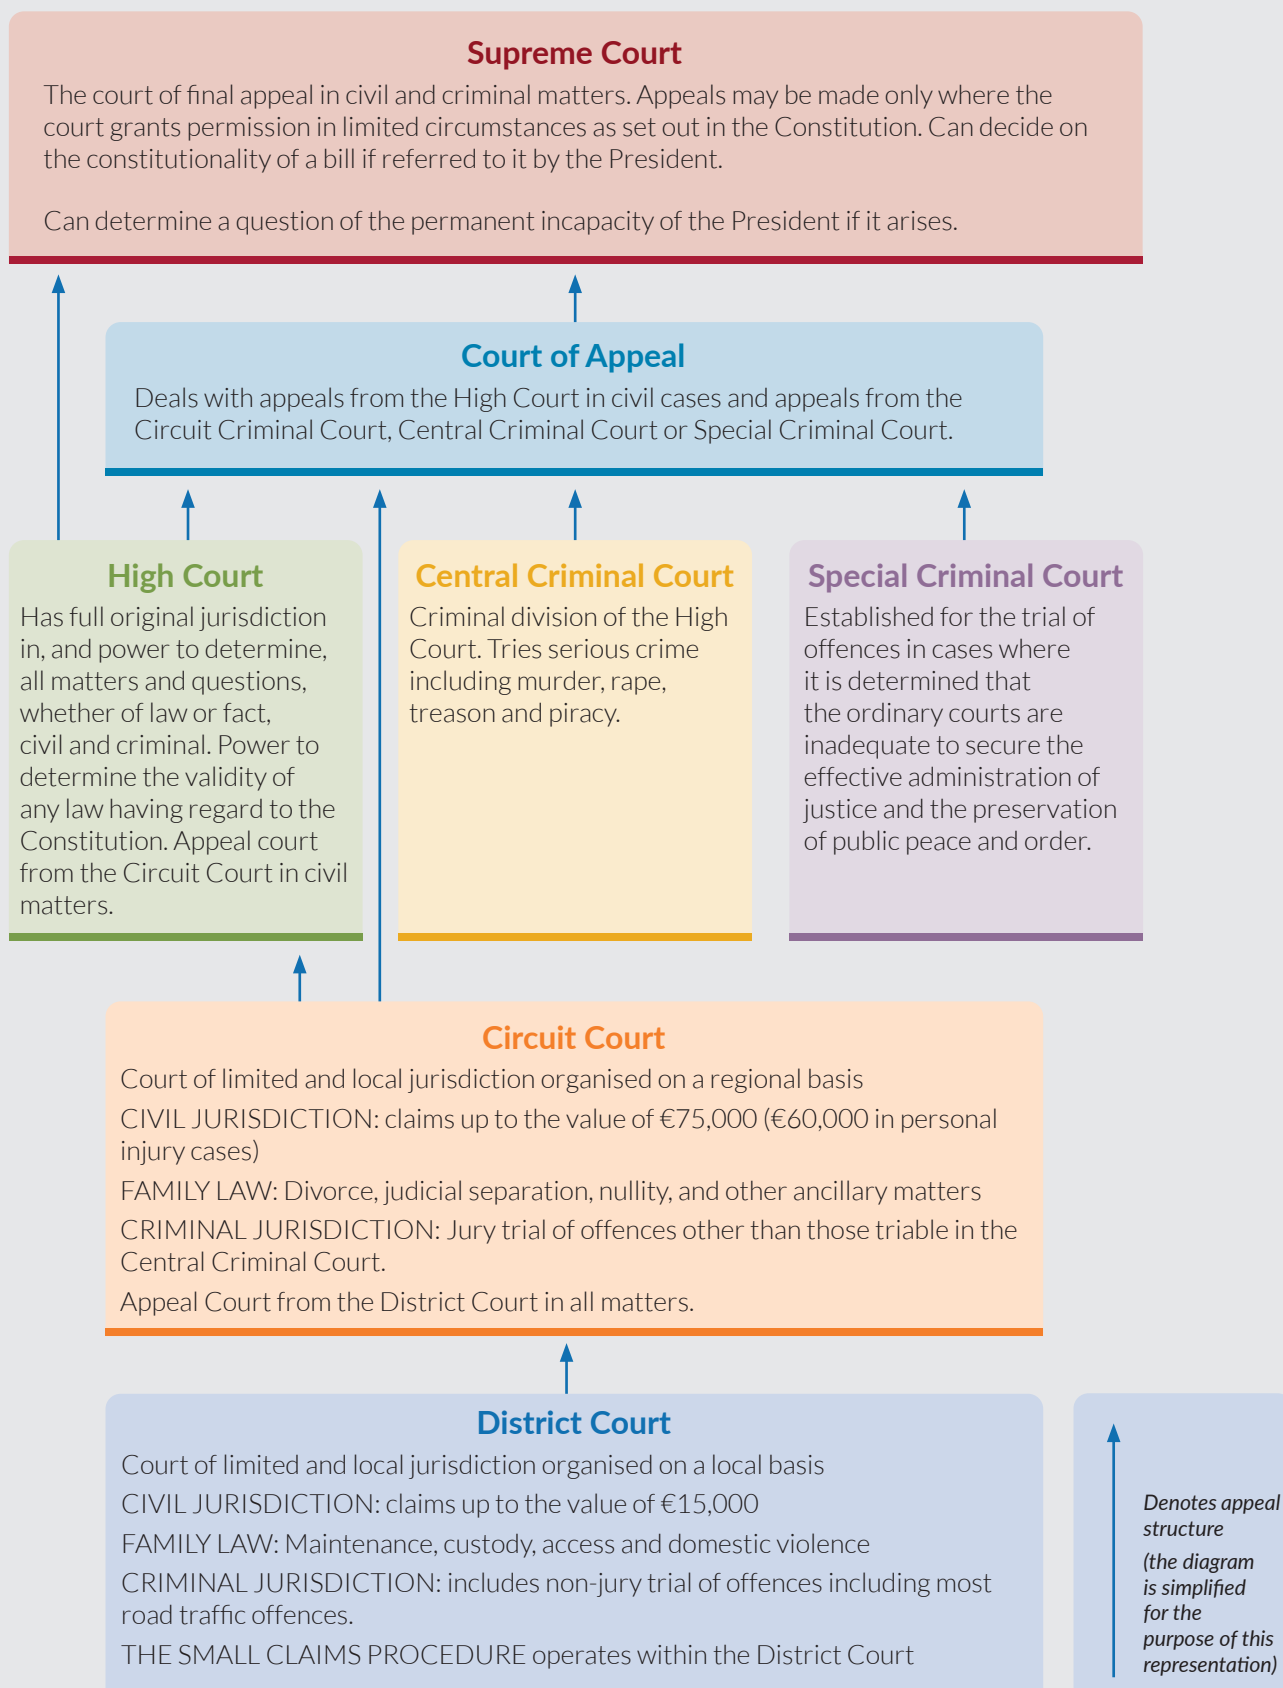 Supreme Court
The court of final appeal in civil and criminal matters. Appeals may be made only where the
court grants permission in limited circumstances as set out in the Constitution. Can decide on
the constitutionality of a bill if referred to it by the President.
Can determine a question of the permanent incapacity of the President if it arises.
Court of Appeal
Deals with appeals from the High Court in civil cases and appeals from the
Circuit Criminal Court, Central Criminal Court or Special Criminal Court.
High Court
Has full original jurisdiction
in, and power to determine,
all matters and questions,
whether of law or fact,
civil and criminal. Power to
determine the validity of
any law having regard to the
Constitution. Appeal court
from the Circuit Court in civil
matters.
Central Criminal Court
Criminal division of the High
Court. Tries serious crime
including murder, rape,
treason and piracy.
Special Criminal Court
Established for the trial of
offences in cases where
it is determined that
the ordinary courts are
inadequate to secure the
effective administration of
justice and the preservation
of public peace and order.
Circuit Court
Court of limited and local jurisdiction organised on a regional basis
CIVIL JURISDICTION: claims up to the value of €75,000 (€60,000 in personal
injury cases)
FAMILY LAW: Divorce, judicial separation, nullity, and other ancillary matters
CRIMINAL JURISDICTION: Jury trial of offences other than those triable in the
Central Criminal Court.
Appeal Court from the District Court in all matters.
District Court
Court of limited and local jurisdiction organised on a local basis
CIVIL JURISDICTION: claims up to the value of €15,000
FAMILY LAW: Maintenance, custody, access and domestic violence
CRIMINAL JURISDICTION: includes non-jury trial of offences including most
road traffic offences.
THE SMALL CLAIMS PROCEDURE operates within the District Court
Denotes appeal
structure
(the diagram
is simplified
for the
purpose of this
representation)